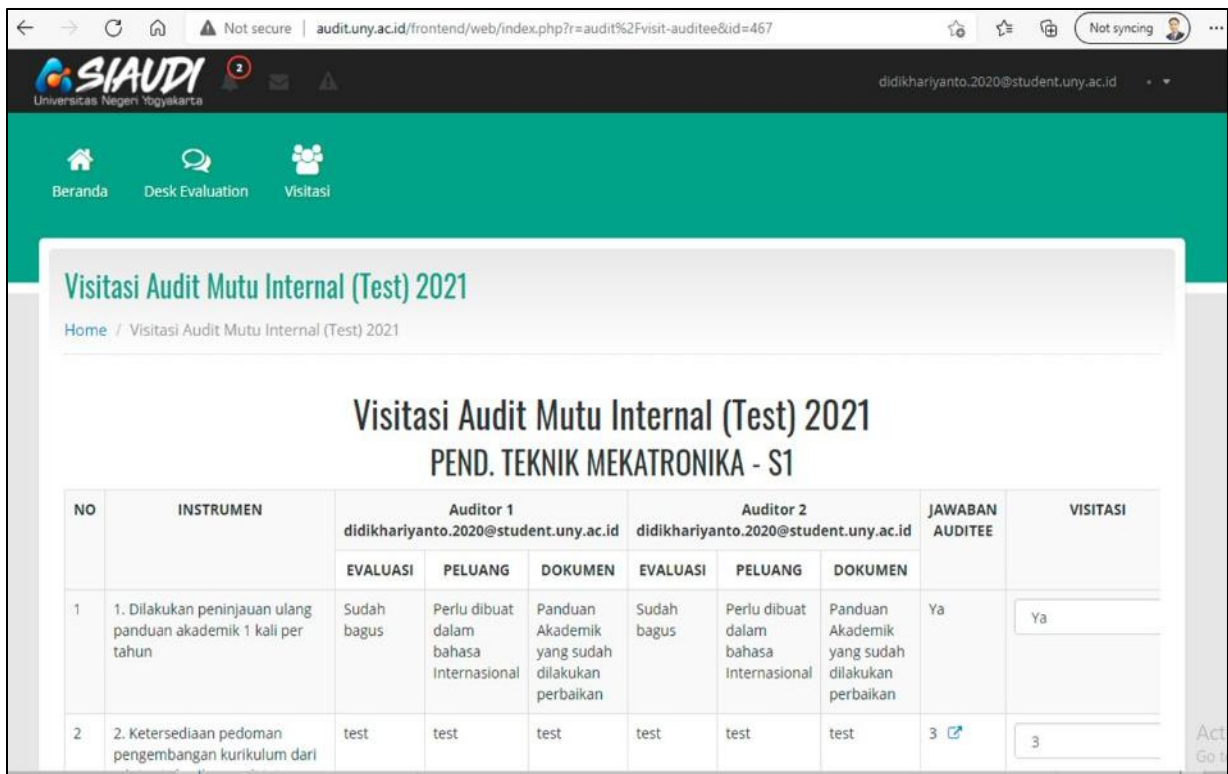 Not secure | audit.uny.ac.id/frontend/web/index.php?r=audit%2Fvisit-auditee&id=467
Not syncing
SIAUDI
Universitas Negeri Yogyakarta
2
didikhariyanto.2020@student.uny.ac.id
Beranda
Desk Evaluation
Visitasi
Visitasi Audit Mutu Internal (Test) 2021
Home / Visitasi Audit Mutu Internal (Test) 2021
Visitasi Audit Mutu Internal (Test) 2021
PEND. TEKNIK MEKATRONIKA - S1
NO
INSTRUMEN
Auditor 1
didikhariyanto.2020@student.uny.ac.id
Auditor 2
didikhariyanto.2020@student.uny.ac.id
JAWABAN
AUDITEE
VISITASI
EVALUASI
PELUANG
DOKUMEN
EVALUASI
PELUANG
DOKUMEN
1
1. Dilakukan peninjauan ulang
panduan akademik 1 kali per
tahun
Sudah
bagus
Perlu dibuat
dalam
bahasa
Internasional
Panduan
Akademik
yang sudah
dilakukan
perbaikan
Sudah
bagus
Perlu dibuat
dalam
bahasa
Internasional
Panduan
Akademik
yang sudah
dilakukan
perbaikan
Ya
Ya
2
2. Ketersediaan pedoman
pengembangan kurikulum dari
test
test
test
test
test
test
3
3
Act
Go t